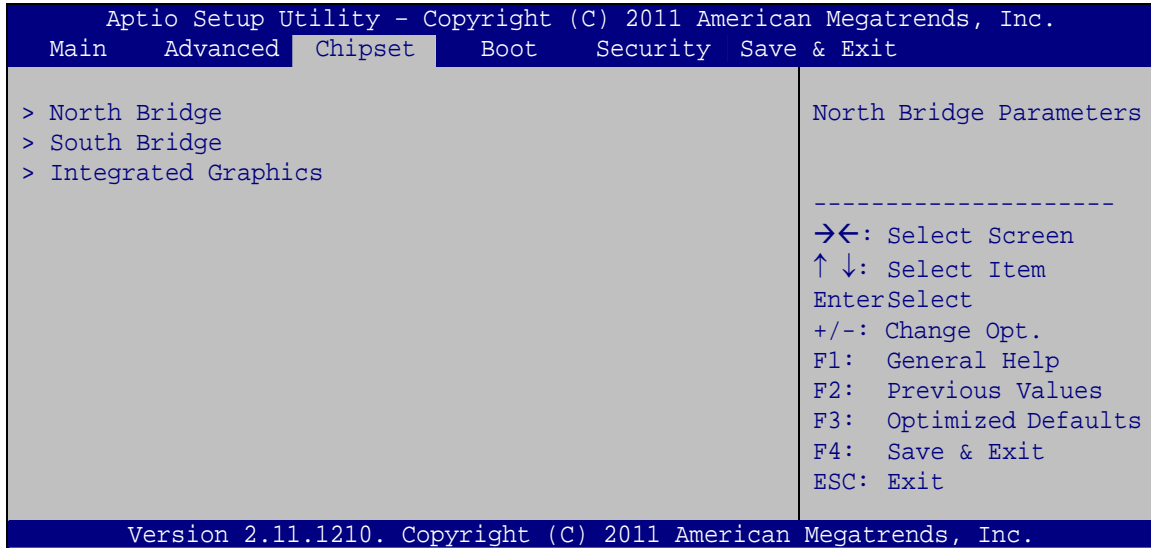 Aptio Setup Utility – Copyright (C) 2011 American Megatrends, Inc.
Main Advanced Chipset Boot Security Save & Exit
> North Bridge
> South Bridge
> Integrated Graphics
North Bridge Parameters
---------------------
→←: Select Screen
↑ ↓: Select Item
EnterSelect
+/-: Change Opt.
F1: General Help
F2: Previous Values
F3: Optimized Defaults
F4: Save & Exit
ESC: Exit
Version 2.11.1210. Copyright (C) 2011 American Megatrends, Inc.